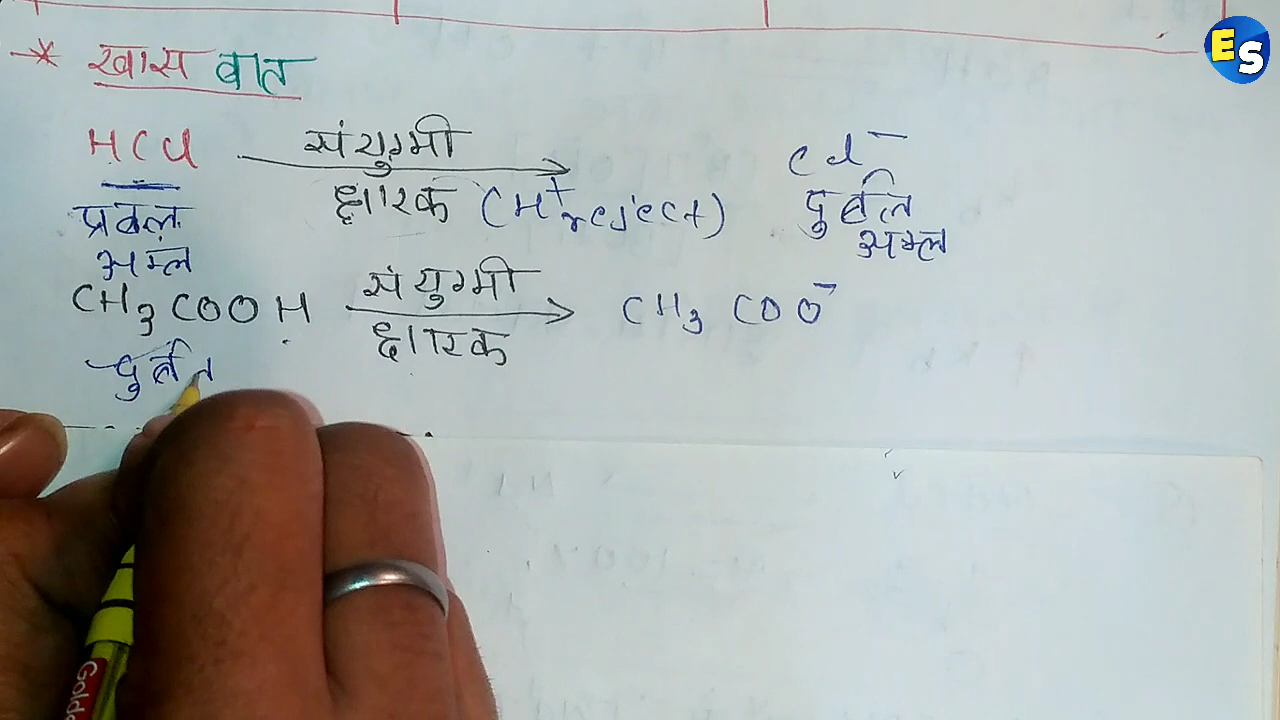 * खास बात
HCl संयुग्मी Cl⁻
प्रबल क्षारक (H⁺ reject) दुर्बल
अम्ल अम्ल
CH₃COOH संयुग्मी CH₃COO⁻
दुर्बल क्षारक
ES